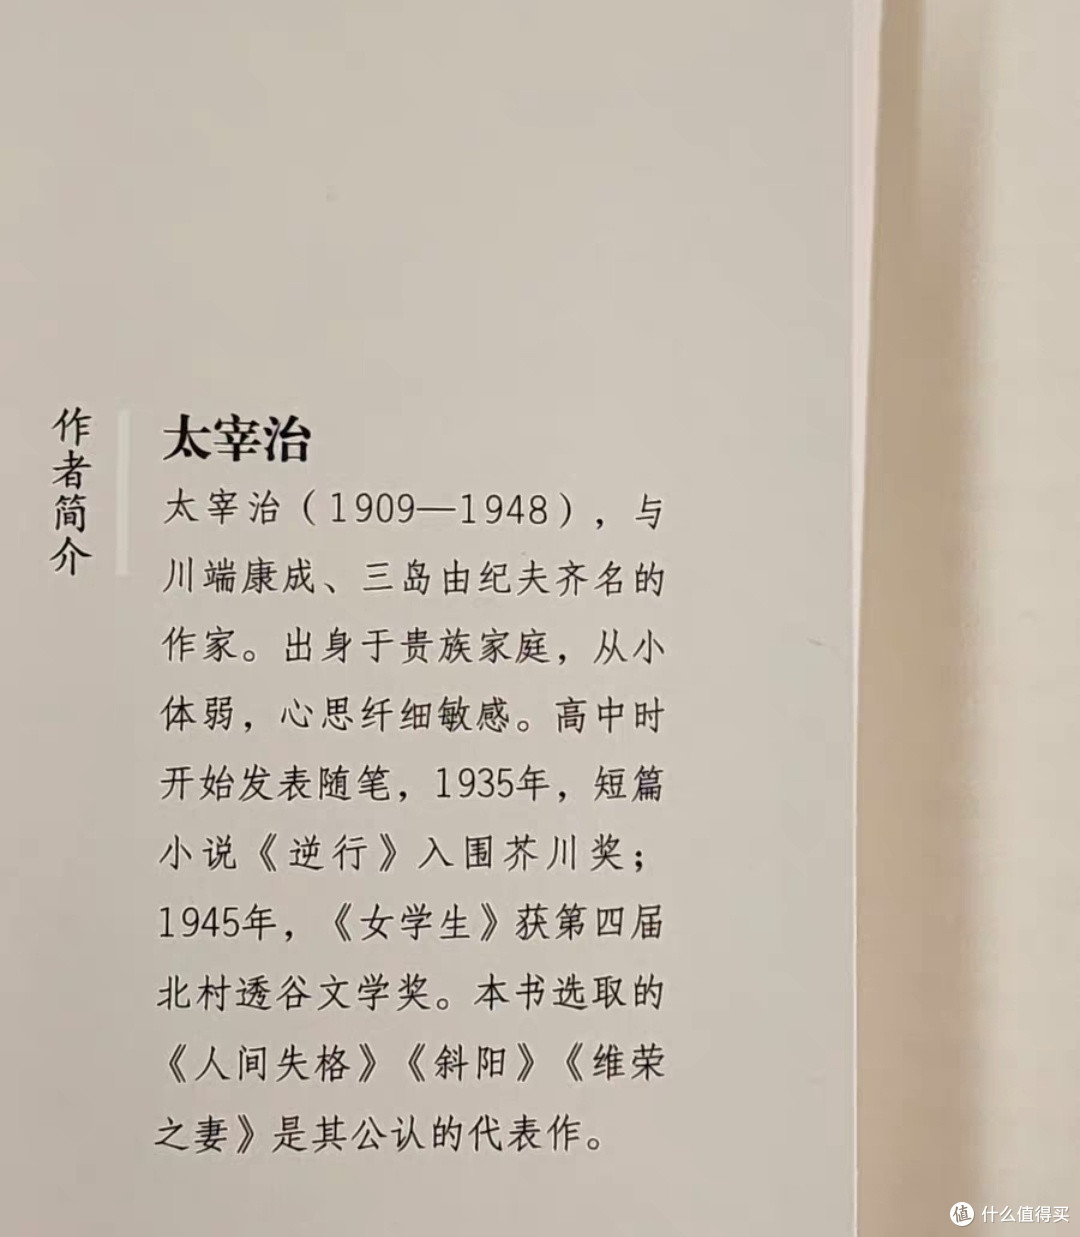 作者简介
太宰治
太宰治（1909—1948），与
川端康成、三岛由纪夫齐名的
作家。出身于贵族家庭，从小
体弱，心思纤细敏感。高中时
开始发表随笔，1935年，短篇
小说《逆行》入围芥川奖；
1945年，《女学生》获第四届
北村透谷文学奖。本书选取的
《人间失格》《斜阳》《维荣
之妻》是其公认的代表作。
值 什么值得买